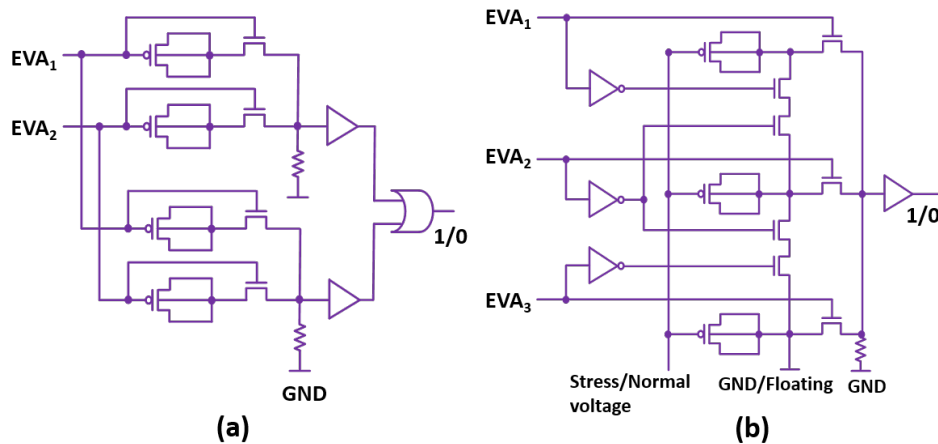 EVA1
EVA2
1/0
GND
(a)
EVA1
EVA2
1/0
EVA3
Stress/Normal
voltage
GND/Floating
GND
(b)